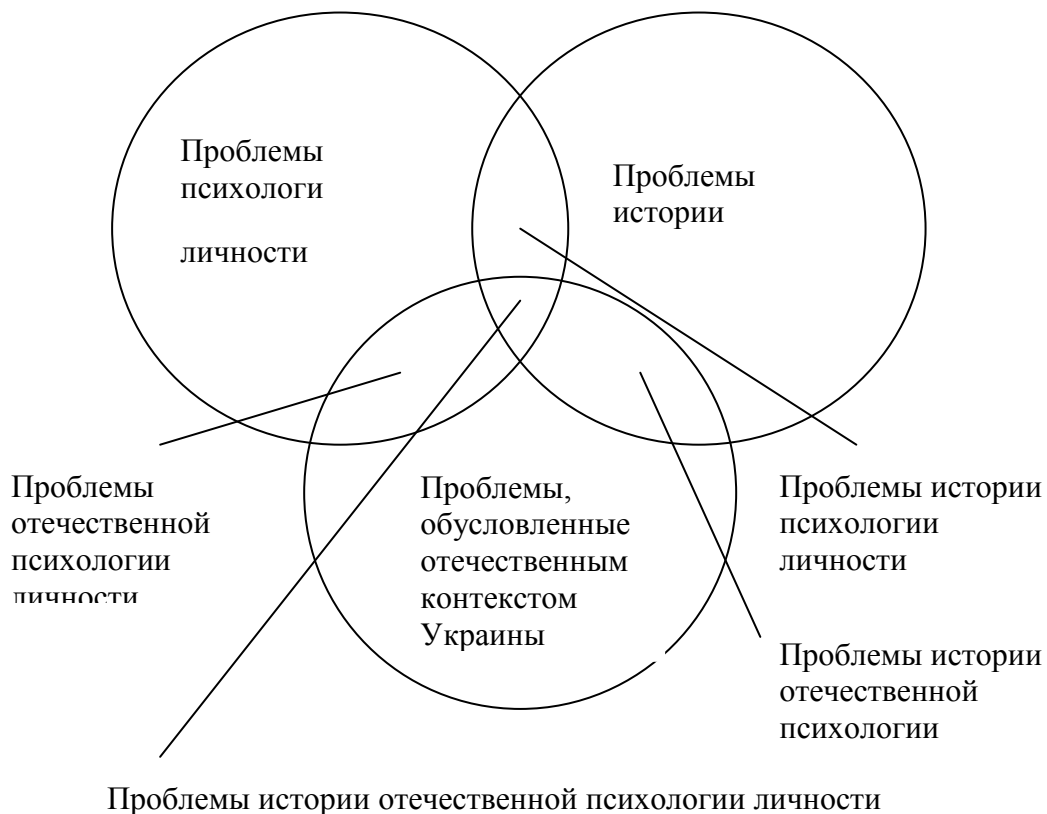 Проблемы
психологи
личности
Проблемы
истории
Проблемы
отечественной
психологии
личности
Проблемы,
обусловленные
отечественным
контекстом
Украины
Проблемы истории
психологии
личности
Проблемы истории
отечественной
психологии
Проблемы истории отечественной психологии личности